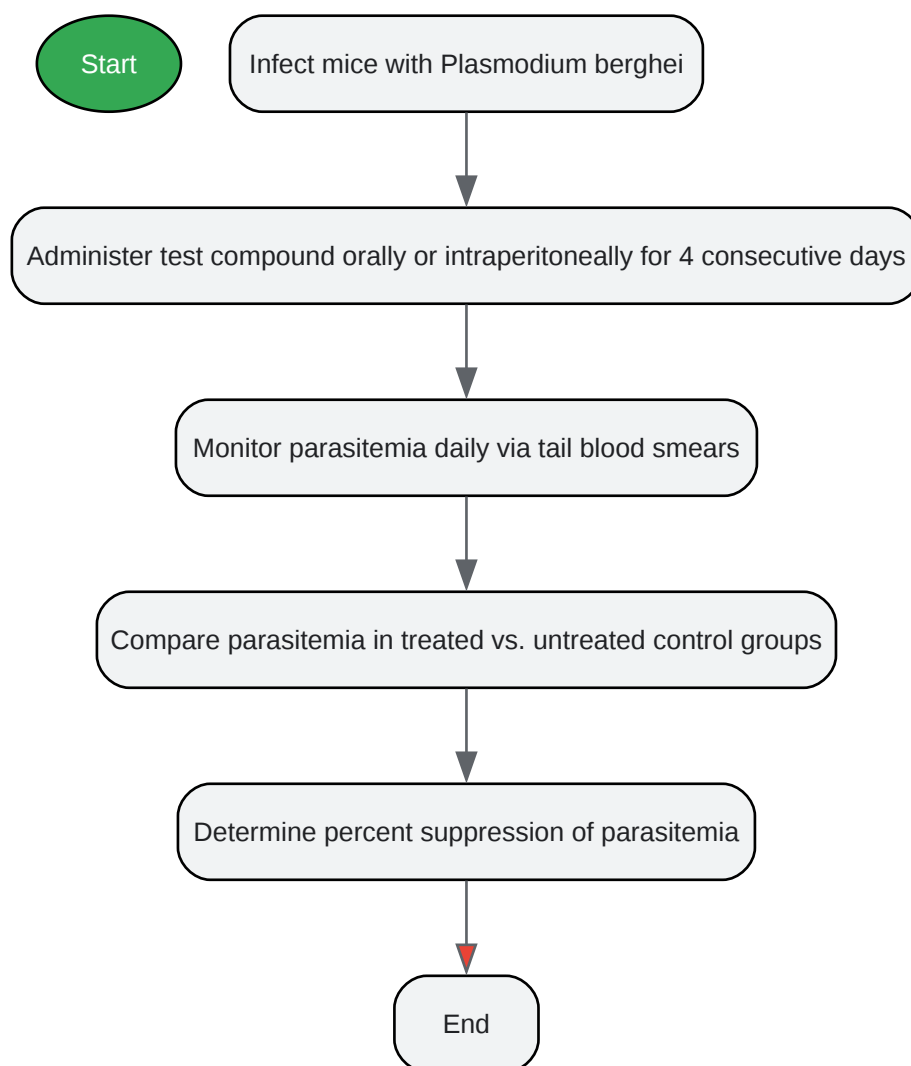 Start
Infect mice with Plasmodium berghei
Administer test compound orally or intraperitoneally for 4 consecutive days
Monitor parasitemia daily via tail blood smears
Compare parasitemia in treated vs. untreated control groups
Determine percent suppression of parasitemia
End